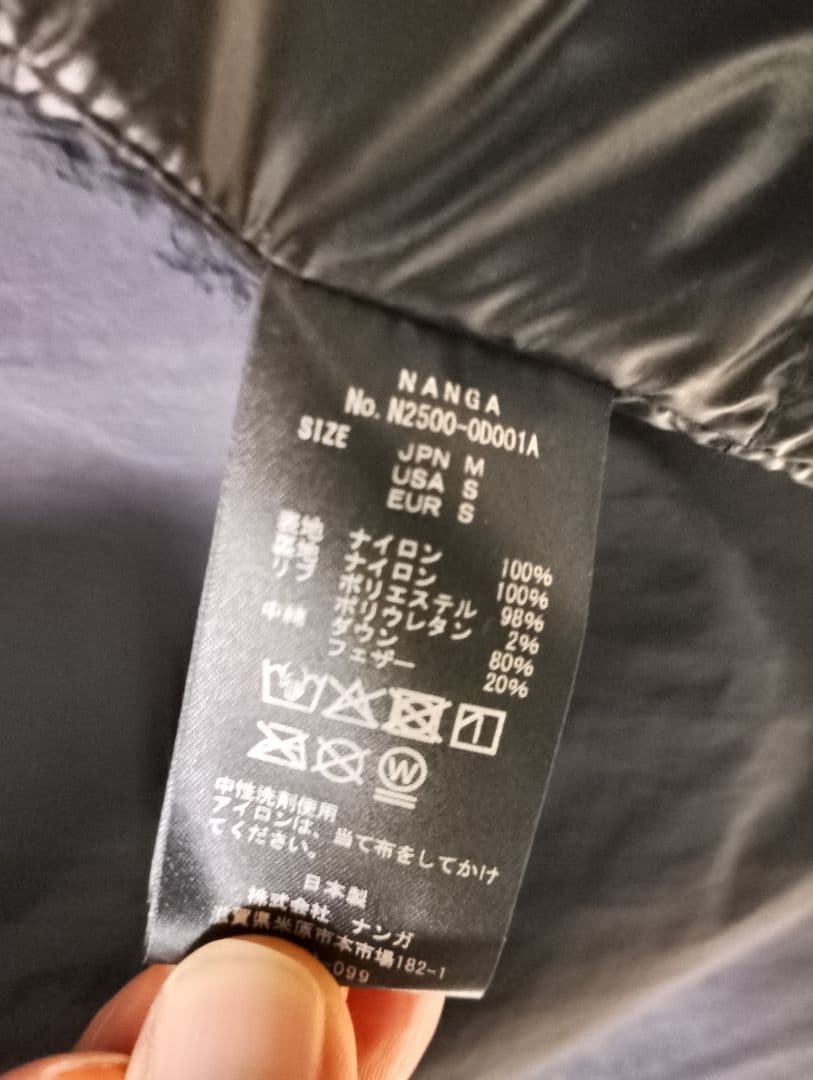 NANGA
No. N2500-0D001A
SIZE JPN M
USA S
EUR S
表地 ナイロン 100%
裏地 ナイロン 100%
リブ ポリエステル 98%
ポリウレタン 2%
中綿 ダウン 80%
フェザー 20%
W
中性洗剤使用
アイロンは、当て布をしてかけ
てください。
日本製
株式会社 ナンガ
滋賀県米原市本市場182-1
-099